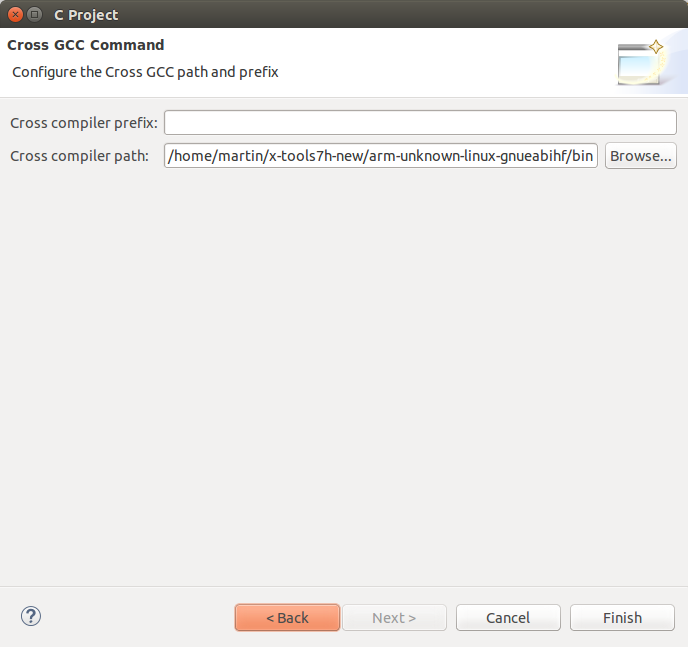 C Project
Cross GCC Command
Configure the Cross GCC path and prefix
Cross compiler prefix:
Cross compiler path: /home/martin/x-tools7h-new/arm-unknown-linux-gnueabihf/bin Browse...
? < Back Next > Cancel Finish